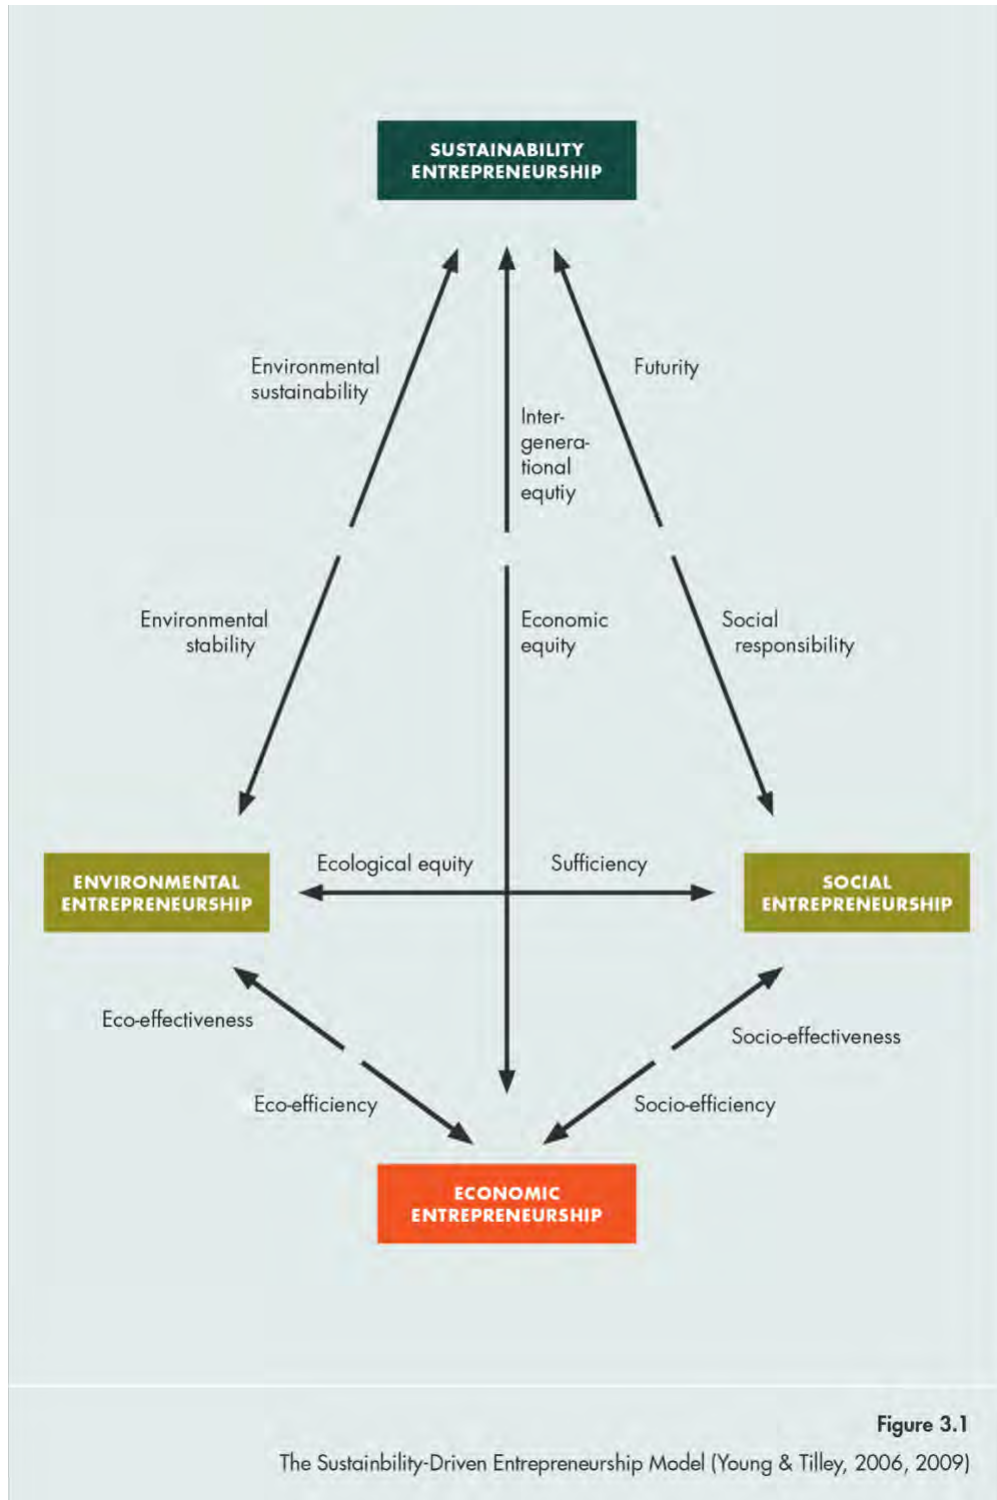 SUSTAINABILITY
ENTREPRENEURSHIP
Environmental
sustainability
Futurity
Inter-
genera-
tional
equtiy
Environmental
stability
Economic
equity
Social
responsibility
Ecological equity
Sufficiency
ENVIRONMENTAL
ENTREPRENEURSHIP
SOCIAL
ENTREPRENEURSHIP
Eco-effectiveness
Socio-effectiveness
Eco-efficiency
Socio-efficiency
ECONOMIC
ENTREPRENEURSHIP
Figure 3.1
The Sustainbility-Driven Entrepreneurship Model (Young & Tilley, 2006, 2009)